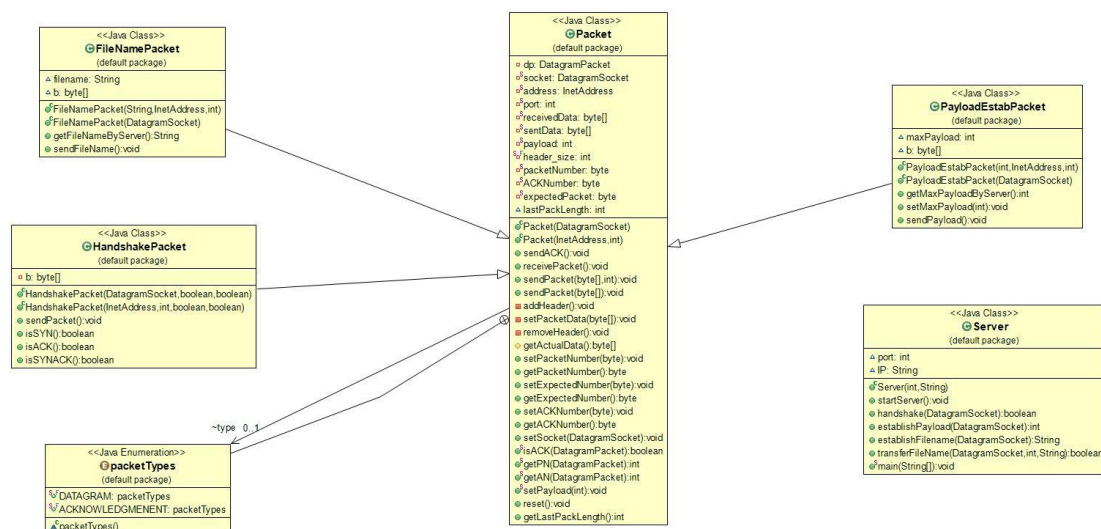 <<Java Class>>
FileNamePacket
(default package)
filename: String
b: byte[]
FileNamePacket(String,InetAddress,int)
FileNamePacket(DatagramSocket)
getFileNameByServer():String
sendFileName():void
<<Java Class>>
HandshakePacket
(default package)
b: byte[]
HandshakePacket(DatagramSocket,boolean,boolean)
HandshakePacket(InetAddress,int,boolean,boolean)
sendPacket():void
isSYN():boolean
isACK():boolean
isSYNACK():boolean
~type 0..1
<<Java Enumeration>>
packetTypes
(default package)
DATAGRAM: packetTypes
ACKNOWLEDGMENENT: packetTypes
packetTypes()
<<Java Class>>
Packet
(default package)
dp: DatagramPacket
socket: DatagramSocket
address: InetAddress
port: int
receivedData: byte[]
sentData: byte[]
payload: int
header_size: int
packetNumber: byte
ACKNumber: byte
expectedPacket: byte
lastPackLength: int
Packet(DatagramSocket)
Packet(InetAddress,int)
sendACK():void
receivePacket():void
sendPacket(byte[],int):void
sendPacket(byte[]):void
addHeader():void
setPacketData(byte[]):void
removeHeader():void
getActualData():byte[]
setPacketNumber(byte):void
getPacketNumber():byte
setExpectedNumber(byte):void
getExpectedNumber():byte
setACKNumber(byte):void
getACKNumber():byte
setSocket(DatagramSocket):void
isACK(DatagramPacket):boolean
getPN(DatagramPacket):int
getAN(DatagramPacket):int
setPayload(int):void
reset():void
getLastPackLength():int
<<Java Class>>
PayloadEstabPacket
(default package)
maxPayload: int
b: byte[]
PayloadEstabPacket(int,InetAddress,int)
PayloadEstabPacket(DatagramSocket)
getMaxPayloadByServer():int
setMaxPayload(int):void
sendPayload():void
<<Java Class>>
Server
(default package)
port: int
IP: String
Server(int,String)
startServer():void
handshake(DatagramSocket):boolean
establishPayload(DatagramSocket):int
establishFilename(DatagramSocket):String
transferFileName(DatagramSocket,int,String):boolean
main(String[]):void